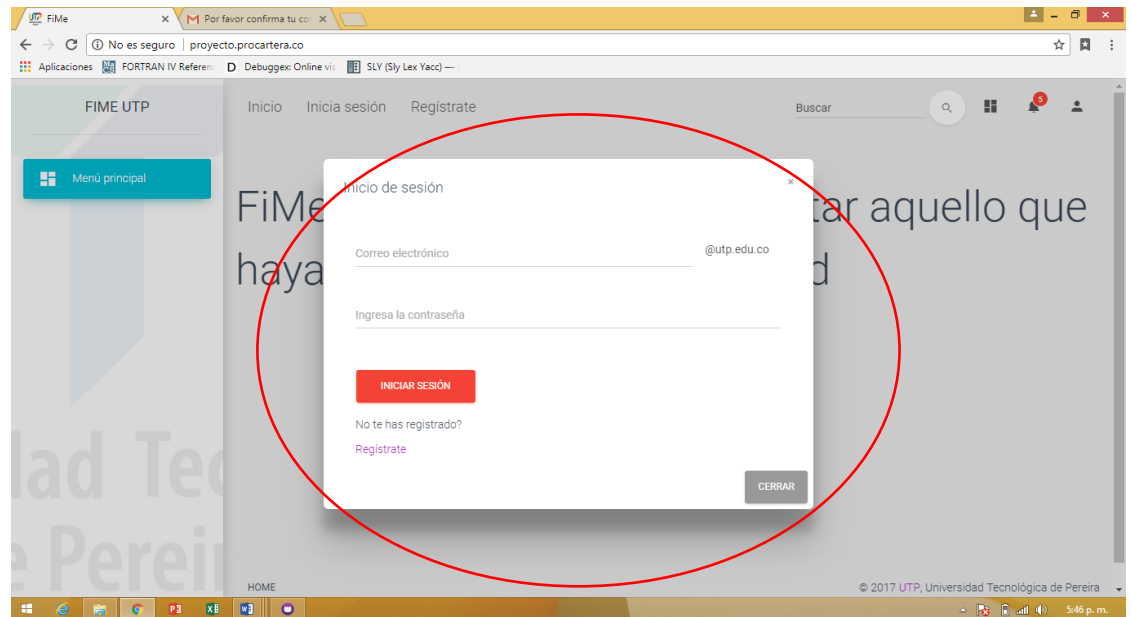 FiMe
Por favor confirma tu co
No es seguro
proyecto.procartera.co
Aplicaciones
FORTRAN IV Referen
Debuggex: Online vis
SLY (Sly Lex Yacc) —
FIME UTP
Inicio
Inicia sesión
Regístrate
Buscar
5
Menú principal
FiMe
tar aquello que
haya
d
Inicio de sesión
×
Correo electrónico
@utp.edu.co
Ingresa la contraseña
INICIAR SESIÓN
No te has registrado?
Regístrate
CERRAR
dad Tec
e Perei
HOME
© 2017 UTP, Universidad Tecnológica de Pereira
5:46 p. m.